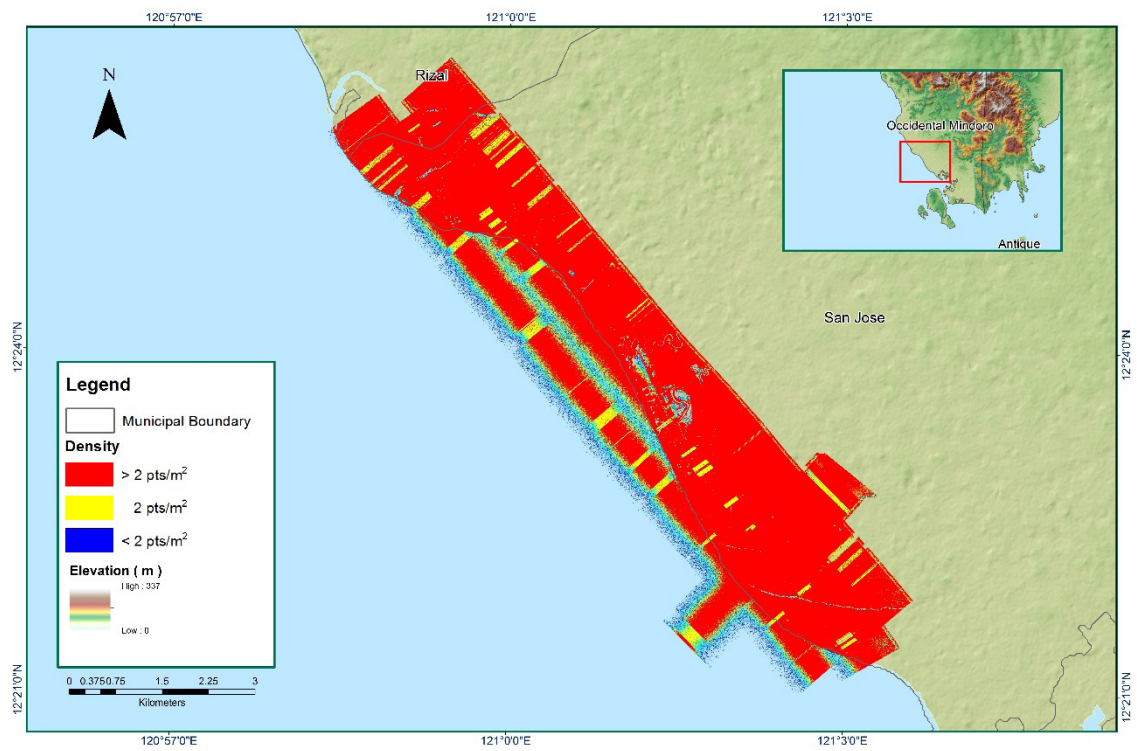 120°57'0"E
121°0'0"E
121°3'0"E
N
Rizal
Occidental Mindoro
Antique
San Jose
12°24'0"N
12°24'0"N
Legend
Municipal Boundary
Density
> 2 pts/m²
2 pts/m²
< 2 pts/m²
Elevation ( m )
High : 337
Low : 0
0 0.375 0.75 1.5 2.25 3
Kilometers
12°21'0"N
12°21'0"N
120°57'0"E
121°0'0"E
121°3'0"E